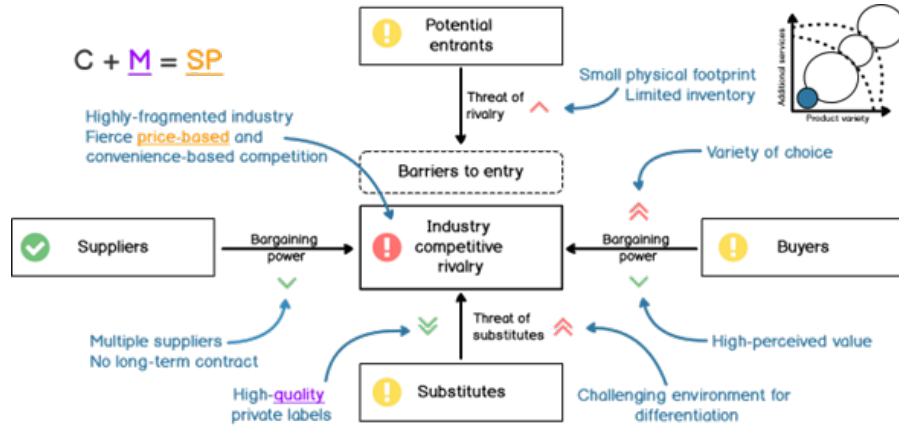 Potential
entrants
C + M = SP
Additional services
Product variety
Small physical footprint
Limited inventory
Threat of
rivalry
Highly-fragmented industry
Fierce price-based and
convenience-based competition
Variety of choice
Barriers to entry
Suppliers
Bargaining
power
Industry
competitive
rivalry
Bargaining
power
Buyers
Multiple suppliers
No long-term contract
Threat of
substitutes
High-perceived value
High-quality
private labels
Substitutes
Challenging environment for
differentiation